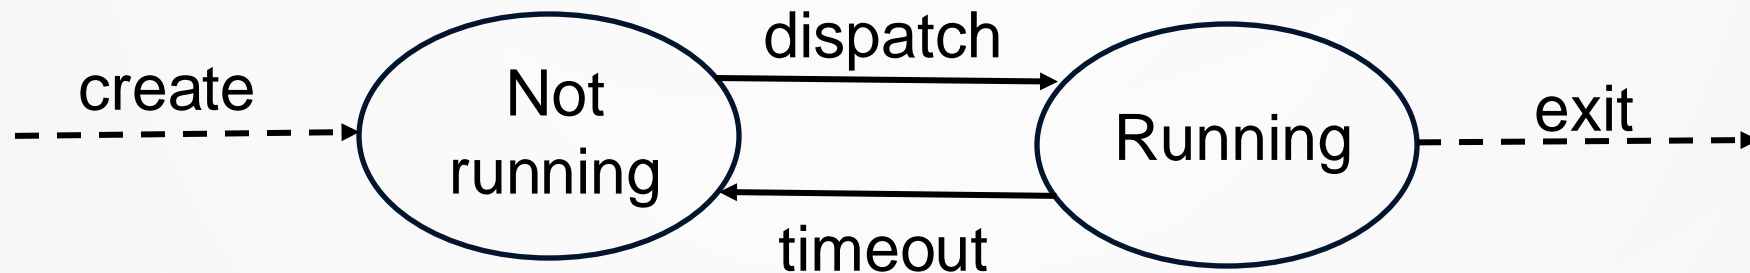 create
Not
running
dispatch
timeout
Running
exit